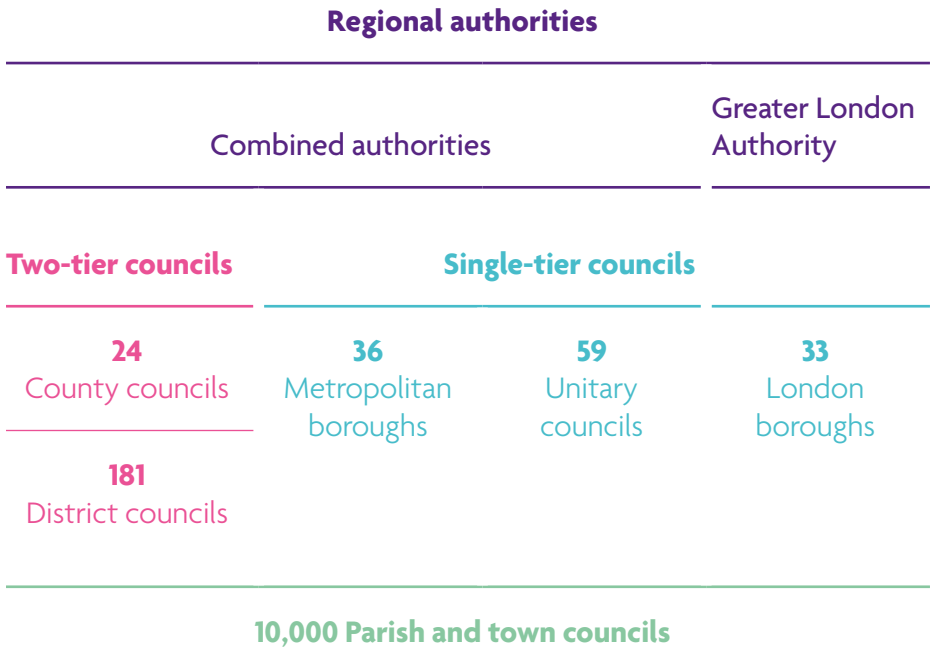 Regional authorities
Combined authorities
Greater London
Authority
Two-tier councils
Single-tier councils
24
County councils
181
District councils
36
Metropolitan
boroughs
59
Unitary
councils
33
London
boroughs
10,000 Parish and town councils